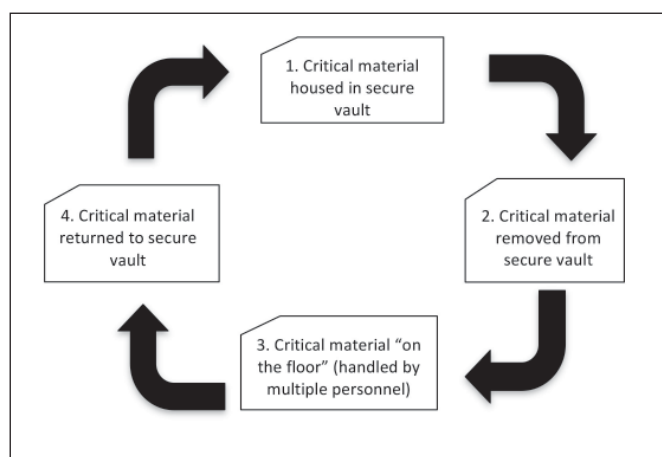 1. Critical material
housed in secure
vault
2. Critical material
removed from
secure vault
3. Critical material “on
the floor” (handled by
multiple personnel)
4. Critical material
returned to secure
vault